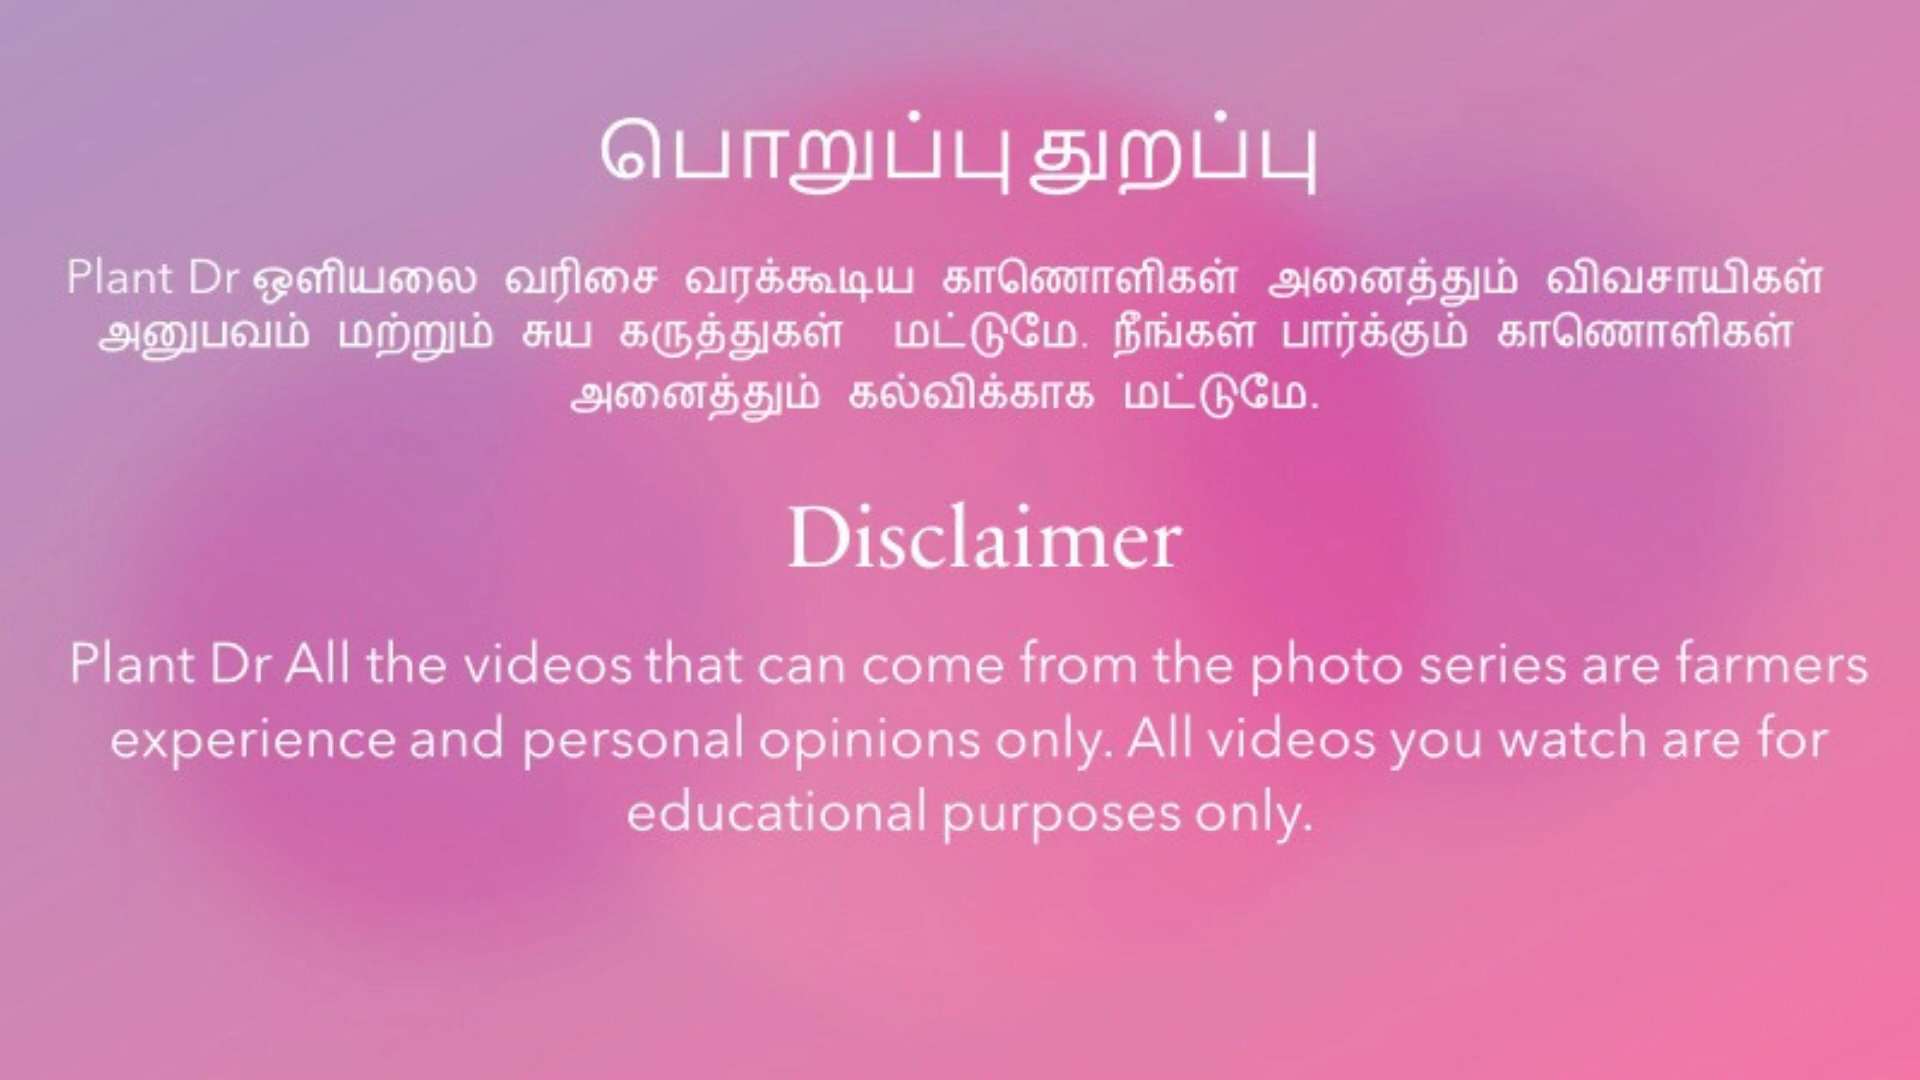 பொறுப்பு துறப்பு
Plant Dr ஒளியலை வரிசை வரக்கூடிய காணொளிகள் அனைத்தும் விவசாயிகள்
அனுபவம் மற்றும் சுய கருத்துகள் மட்டுமே. நீங்கள் பார்க்கும் காணொளிகள்
அனைத்தும் கல்விக்காக மட்டுமே.
Disclaimer
Plant Dr All the videos that can come from the photo series are farmers
experience and personal opinions only. All videos you watch are for
educational purposes only.